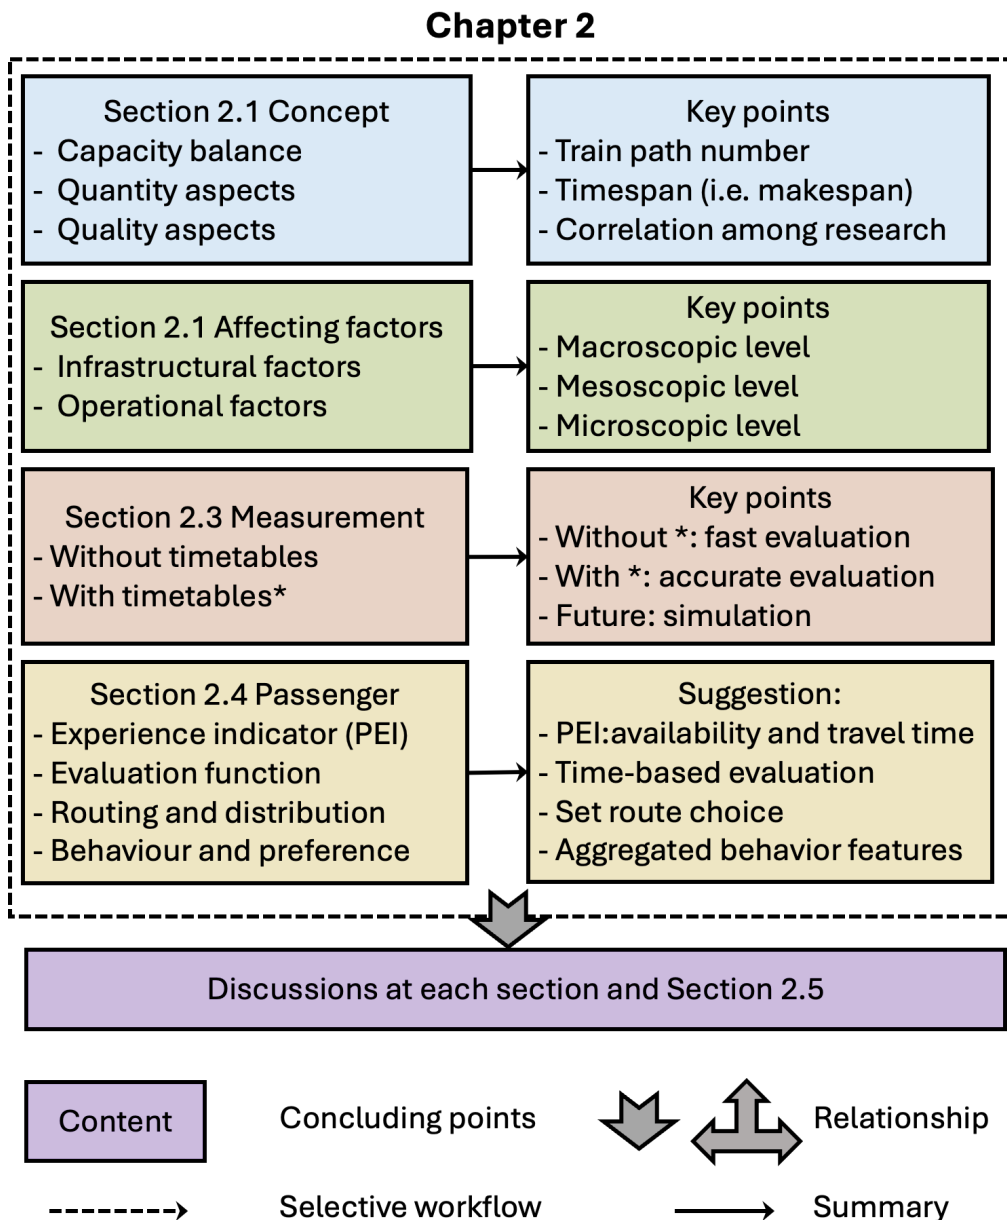 Chapter 2
Section 2.1 Concept
- Capacity balance
- Quantity aspects
- Quality aspects
Key points
- Train path number
- Timespan (i.e. makespan)
- Correlation among research
Section 2.1 Affecting factors
- Infrastructural factors
- Operational factors
Key points
- Macroscopic level
- Mesoscopic level
- Microscopic level
Section 2.3 Measurement
- Without timetables
- With timetables*
Key points
- Without *: fast evaluation
- With *: accurate evaluation
- Future: simulation
Section 2.4 Passenger
- Experience indicator (PEI)
- Evaluation function
- Routing and distribution
- Behaviour and preference
Suggestion:
- PEI:availability and travel time
- Time-based evaluation
- Set route choice
- Aggregated behavior features
Discussions at each section and Section 2.5
Content
Concluding points
Relationship
Selective workflow
Summary